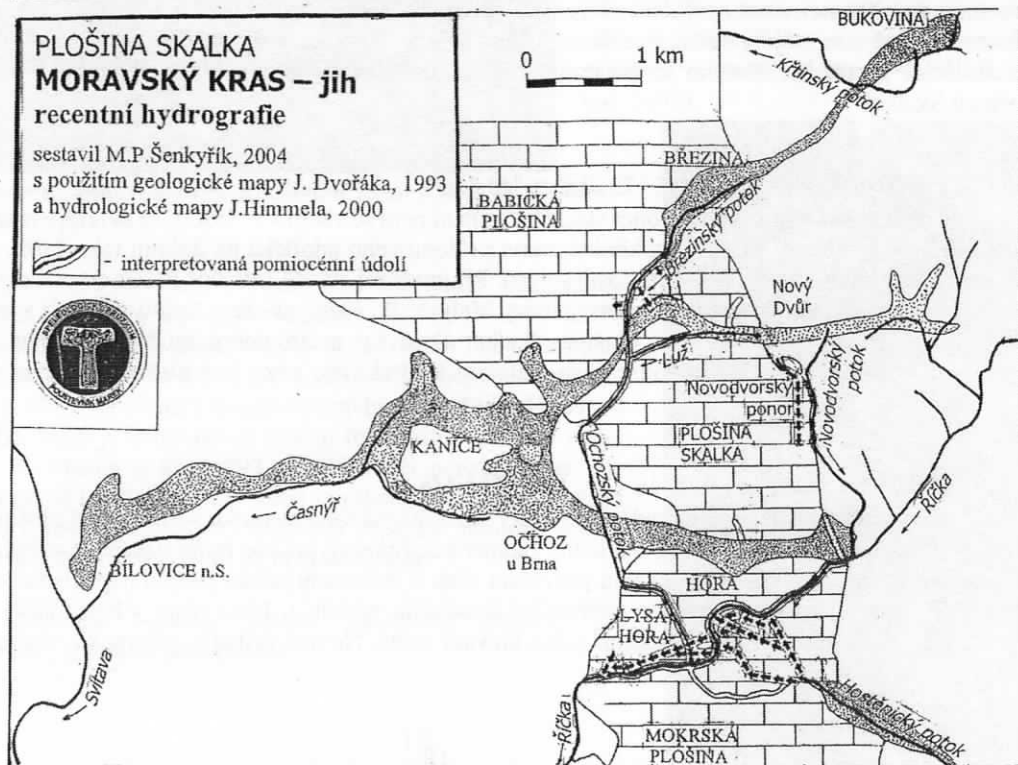 PLOŠINA SKALKA
MORAVSKÝ KRAS – jih
recentní hydrografie
sestavil M.P.Šenkyřík, 2004
s použitím geologické mapy J. Dvořáka, 1993
a hydrologické mapy J.Himmela, 2000
- interpretovaná pomiocénní údolí
0 1 km
BUKOVINA
Křtinský potok
BŘEZINA
BABICKÁ
PLOŠINA
Březinský potok
Nový
Dvůr
Luž
Novodvorský
ponor
Novodvorský
potok
PLOŠINA
SKALKA
KANICE
Ochozský potok
Říčka
Časnýř
OCHOZ
u Brna
BÍLOVICE n.S.
HORA
LYSÁ
HORA
Svitava
Říčka
Hostěnický potok
MOKRSKÁ
PLOŠINA